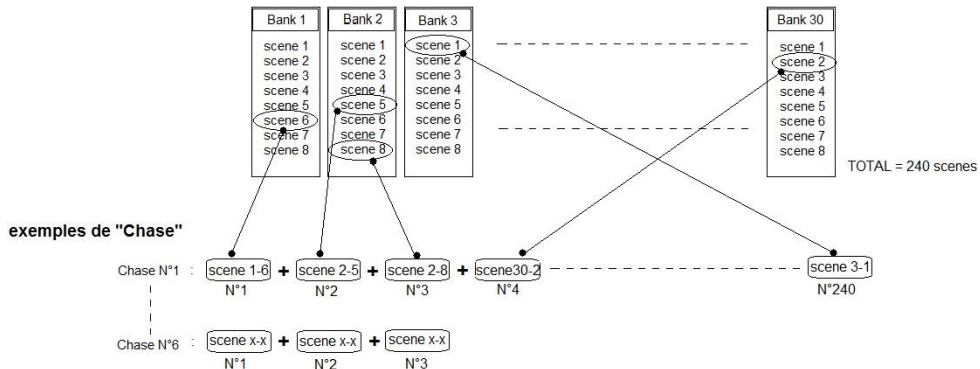 Bank 1 Bank 2 Bank 3 Bank 30
scene 1 scene 1 scene 1 scene 1
scene 2 scene 2 scene 2 scene 2
scene 3 scene 3 scene 3 scene 3
scene 4 scene 4 scene 4 scene 4
scene 5 scene 5 scene 5 scene 5
scene 6 scene 6 scene 6 scene 6
scene 7 scene 7 scene 7 scene 7
scene 8 scene 8 scene 8 scene 8
TOTAL = 240 scenes
exemples de "Chase"
Chase N°1 : scene 1-6 + scene 2-5 + scene 2-8 + scene30-2 scene 3-1
N°1 N°2 N°3 N°4 N°240
Chase N°6 : scene x-x + scene x-x + scene x-x
N°1 N°2 N°3